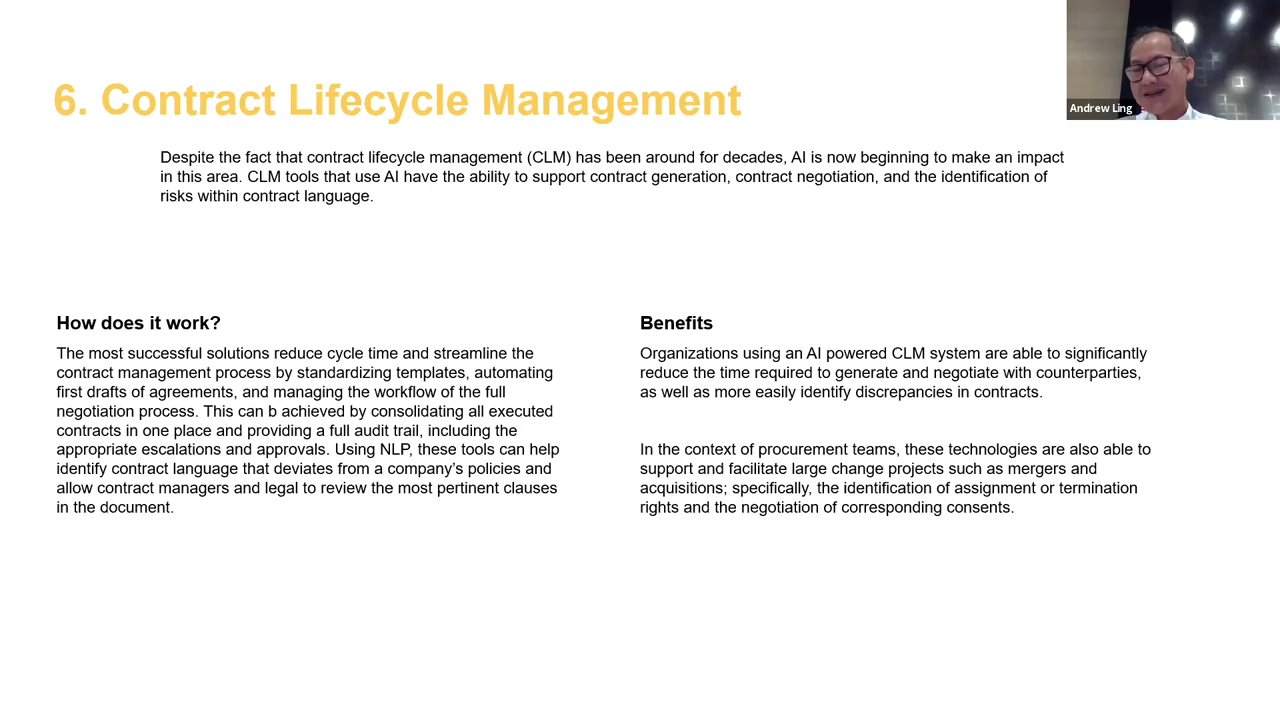 6. Contract Lifecycle Management
Andrew Ling
Despite the fact that contract lifecycle management (CLM) has been around for decades, AI is now beginning to make an impact
in this area. CLM tools that use AI have the ability to support contract generation, contract negotiation, and the identification of
risks within contract language.
How does it work?
The most successful solutions reduce cycle time and streamline the
contract management process by standardizing templates, automating
first drafts of agreements, and managing the workflow of the full
negotiation process. This can b achieved by consolidating all executed
contracts in one place and providing a full audit trail, including the
appropriate escalations and approvals. Using NLP, these tools can help
identify contract language that deviates from a company’s policies and
allow contract managers and legal to review the most pertinent clauses
in the document.
Benefits
Organizations using an AI powered CLM system are able to significantly
reduce the time required to generate and negotiate with counterparties,
as well as more easily identify discrepancies in contracts.
In the context of procurement teams, these technologies are also able to
support and facilitate large change projects such as mergers and
acquisitions; specifically, the identification of assignment or termination
rights and the negotiation of corresponding consents.